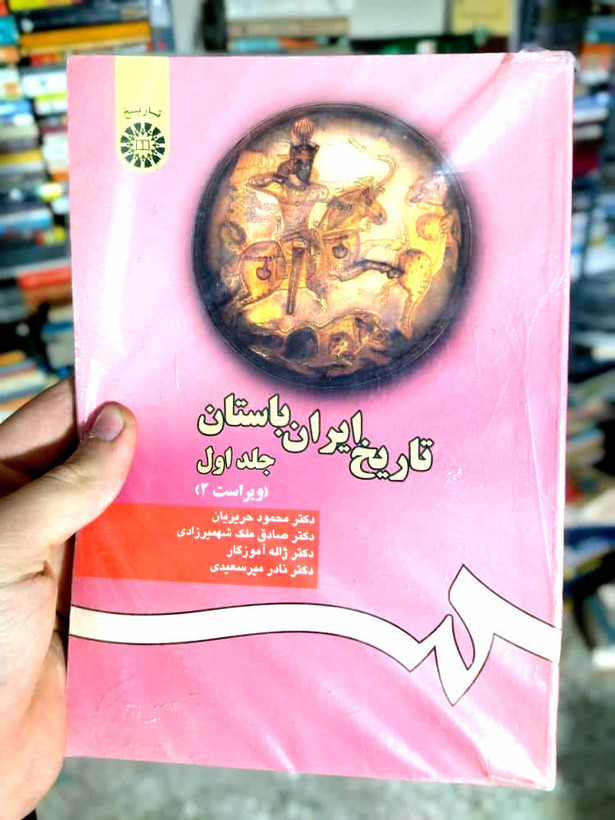 تاریخ
تاریخ ایران باستان
جلد اول
(ویراست ۲)
دکتر محمود حریریان
دکتر صادق ملک شهمیرزادی
دکتر ژاله آموزگار
دکتر نادر میرسعیدی